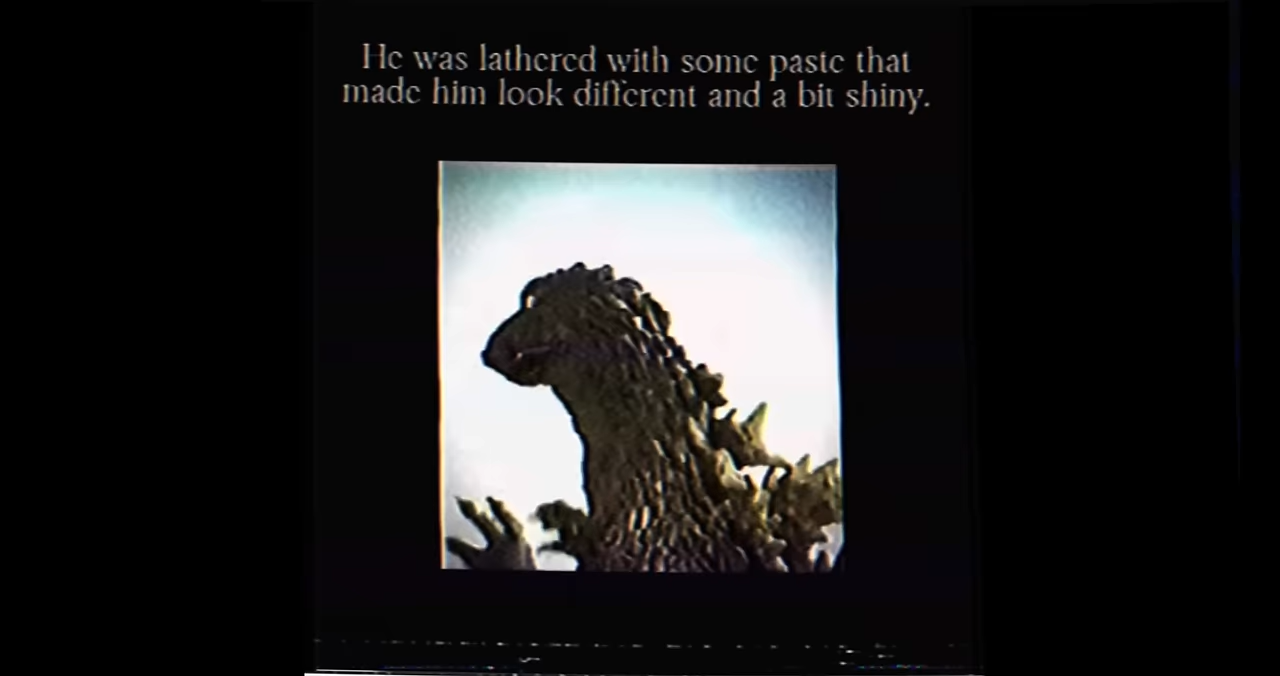 He was lathered with some paste that
made him look different and a bit shiny.